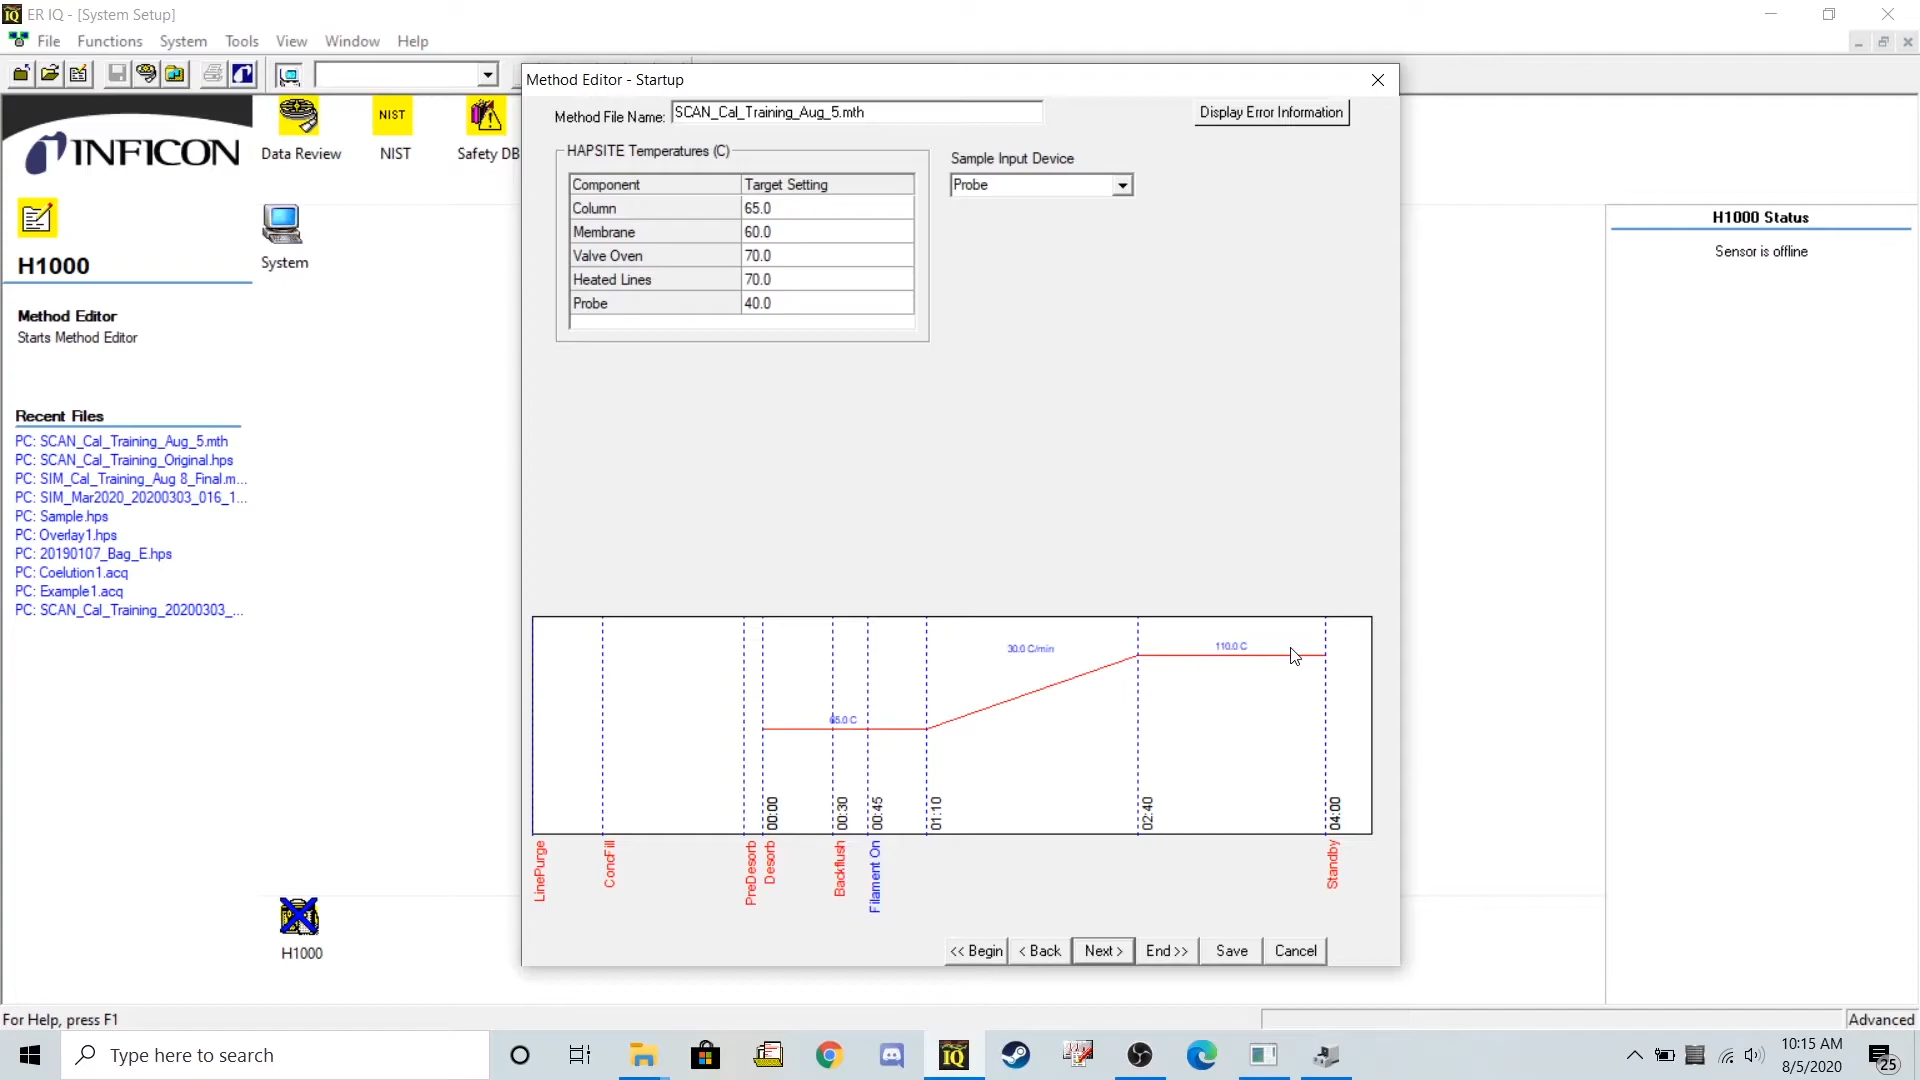 IQ ER IQ - [System Setup]
File Functions System Tools View Window Help
INFICON
Data Review
NIST
NIST
Safety DB
H1000
System
Method Editor
Starts Method Editor
Recent Files
PC: SCAN_Cal_Training_Aug_5.mth
PC: SCAN_Cal_Training_Original.hps
PC: SIM_Cal_Training_Aug 8_Final.m...
PC: SIM_Mar2020_20200303_016_1...
PC: Sample.hps
PC: Overlay1.hps
PC: 20190107_Bag_E.hps
PC: Coelution1.acq
PC: Example1.acq
PC: SCAN_Cal_Training_20200303_...
H1000
Method Editor - Startup
Method File Name: SCAN_Cal_Training_Aug_5.mth
Display Error Information
HAPSITE Temperatures (C)
Component Target Setting
Column 65.0
Membrane 60.0
Valve Oven 70.0
Heated Lines 70.0
Probe 40.0
Sample Input Device
Probe
65.0 C
30.0 C/min
110.0 C
00:00
00:30
00:45
01:10
02:40
04:00
LinePurge
ConcFill
PreDesorb
Desorb
Backflush
Filament On
Standby
<< Begin < Back Next > End >> Save Cancel
H1000 Status
Sensor is offline
For Help, press F1
Advanced
Type here to search
IQ
10:15 AM
8/5/2020
25